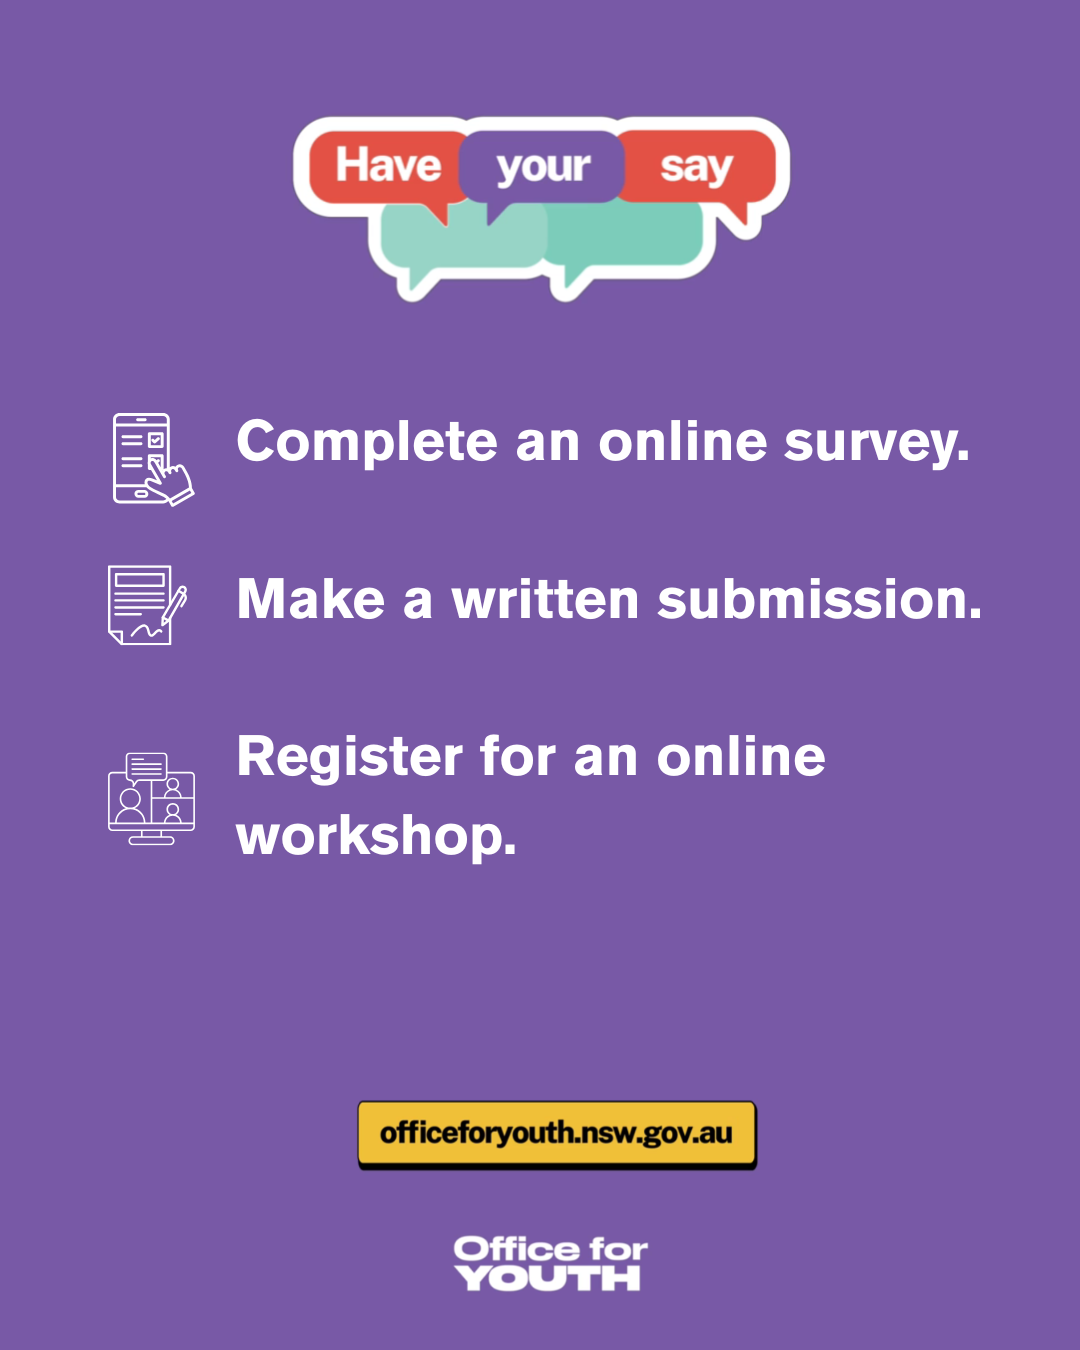 Have your say
Complete an online survey.
Make a written submission.
Register for an online
workshop.
officeforyouth.nsw.gov.au
Office for
YOUTH